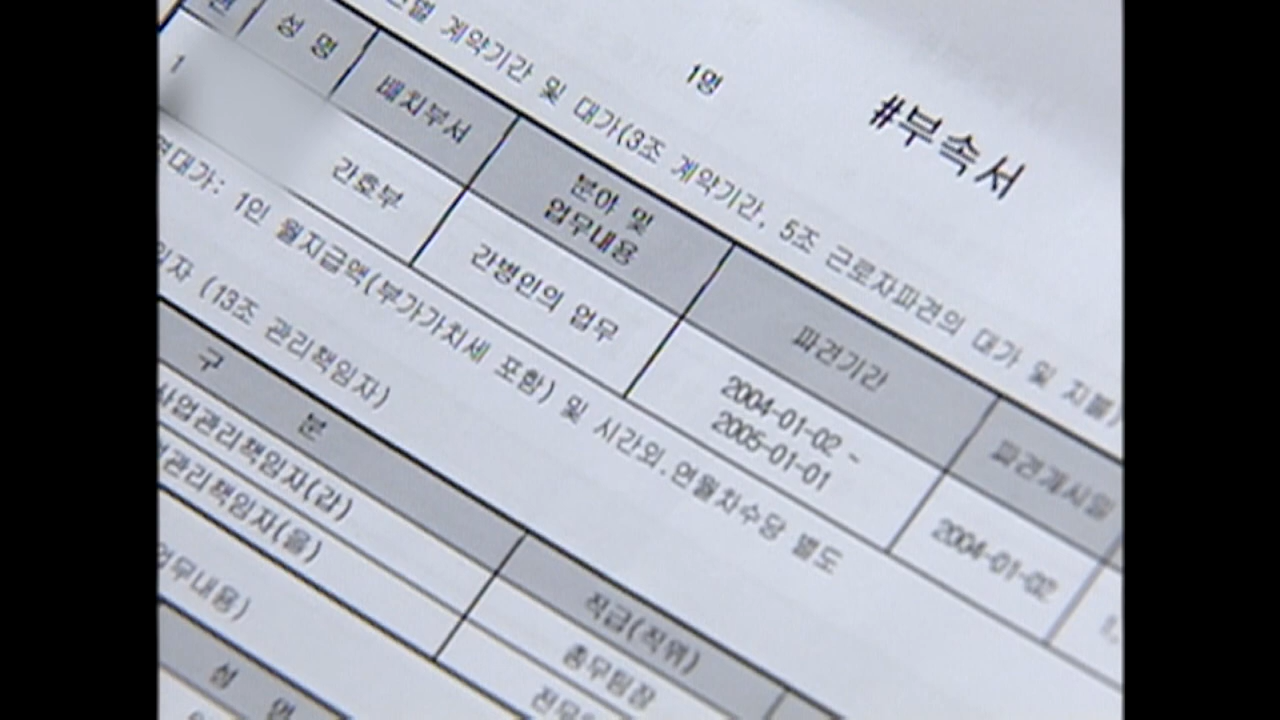 #부속서
1명
계약기간 및 대가(3조 계약기간, 5조 근로자파견의 대가 및 지불)
성 명 배치부서 분야 및 업무내용 파견기간 파견개시일
1 간호부 간병인의 업무 2004-01-02 ~ 2005-01-01 2004-01-02
대가: 1인 월지급액(부가가치세 포함) 및 시간외,연월차수당 별도
(13조 관리책임자)
구 분 직급(직위)
사업관리책임자(갑) 총무팀장
관리책임자(을)
업무내용)
성 명